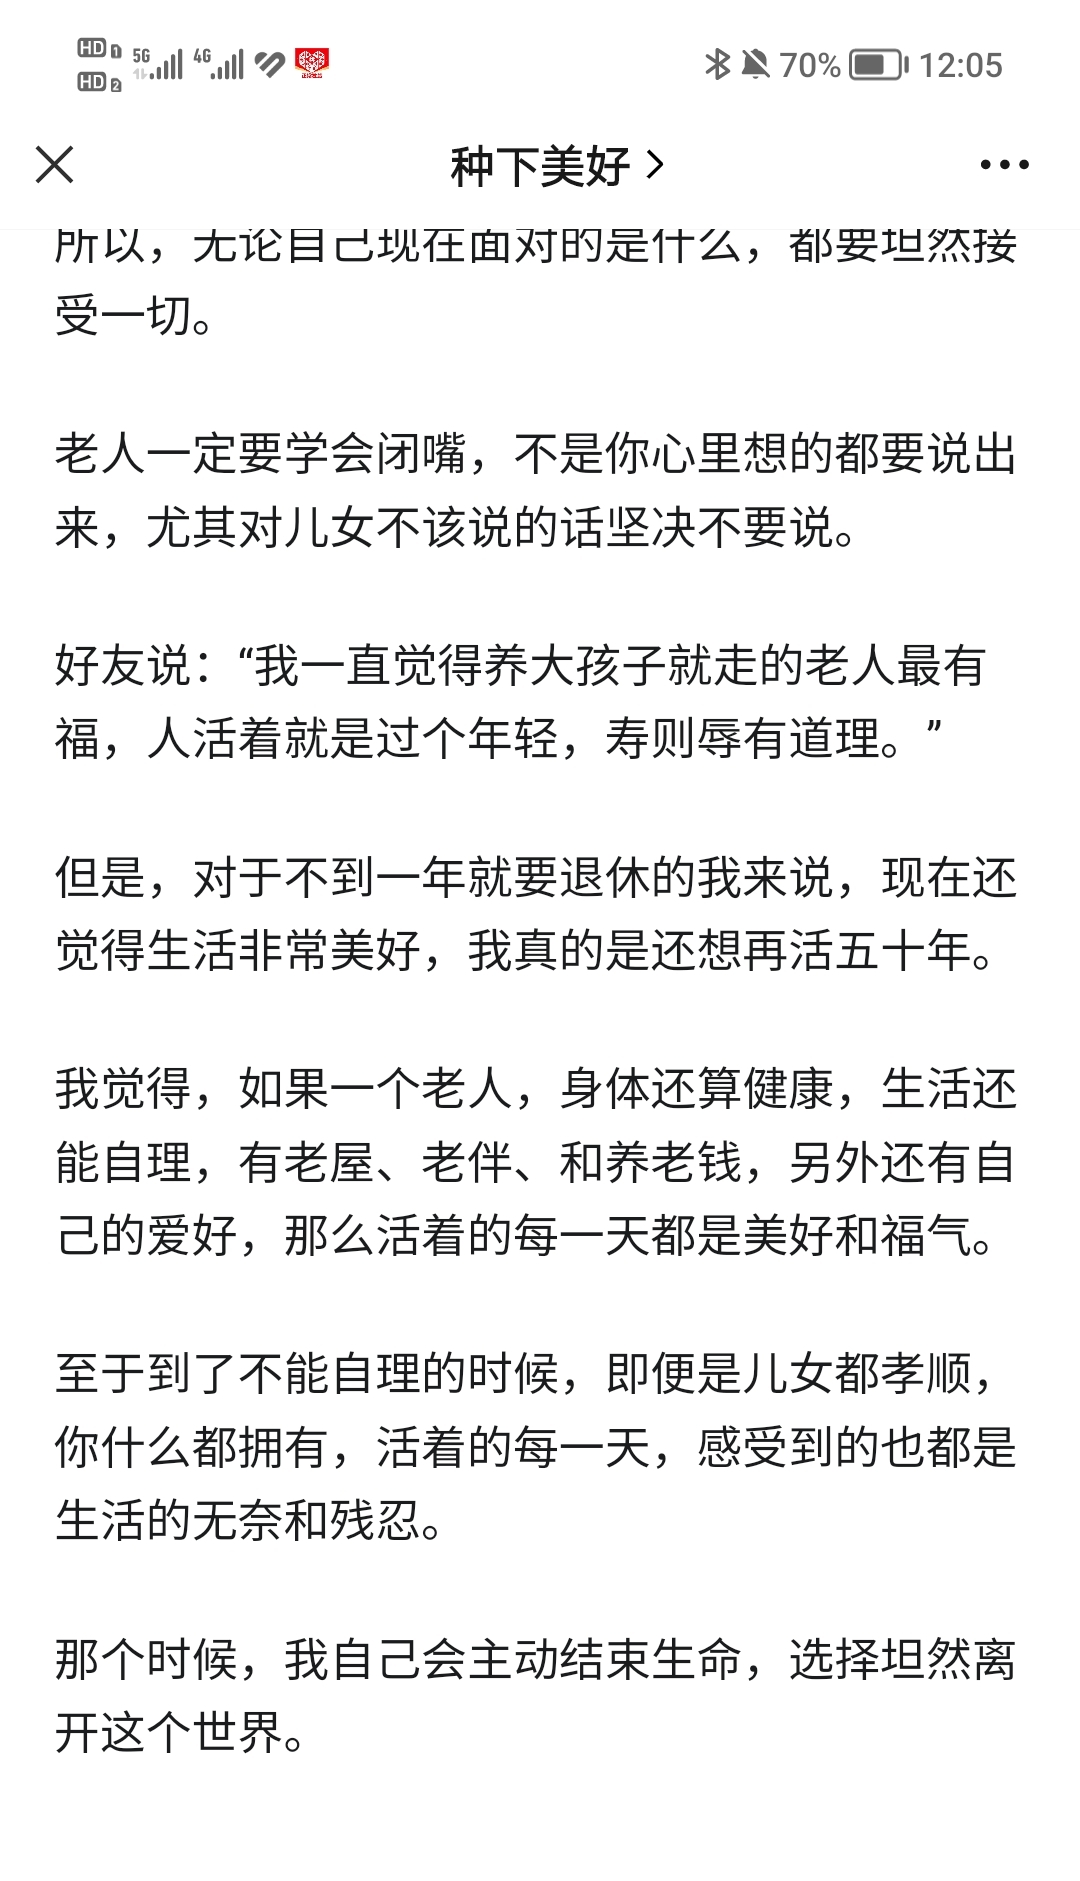 HD 1 5G 4G 70% 12:05
HD 2
种下美好
所以，无论自己现在面对的是什么，都要坦然接
受一切。
老人一定要学会闭嘴，不是你心里想的都要说出
来，尤其对儿女不该说的话坚决不要说。
好友说：“我一直觉得养大孩子就走的老人最有
福，人活着就是过个年轻，寿则辱有道理。”
但是，对于不到一年就要退休的我来说，现在还
觉得生活非常美好，我真的是还想再活五十年。
我觉得，如果一个老人，身体还算健康，生活还
能自理，有老屋、老伴、和养老钱，另外还有自
己的爱好，那么活着的每一天都是美好和福气。
至于到了不能自理的时候，即便是儿女都孝顺，
你什么都拥有，活着的每一天，感受到的也都是
生活的无奈和残忍。
那个时候，我自己会主动结束生命，选择坦然离
开这个世界。